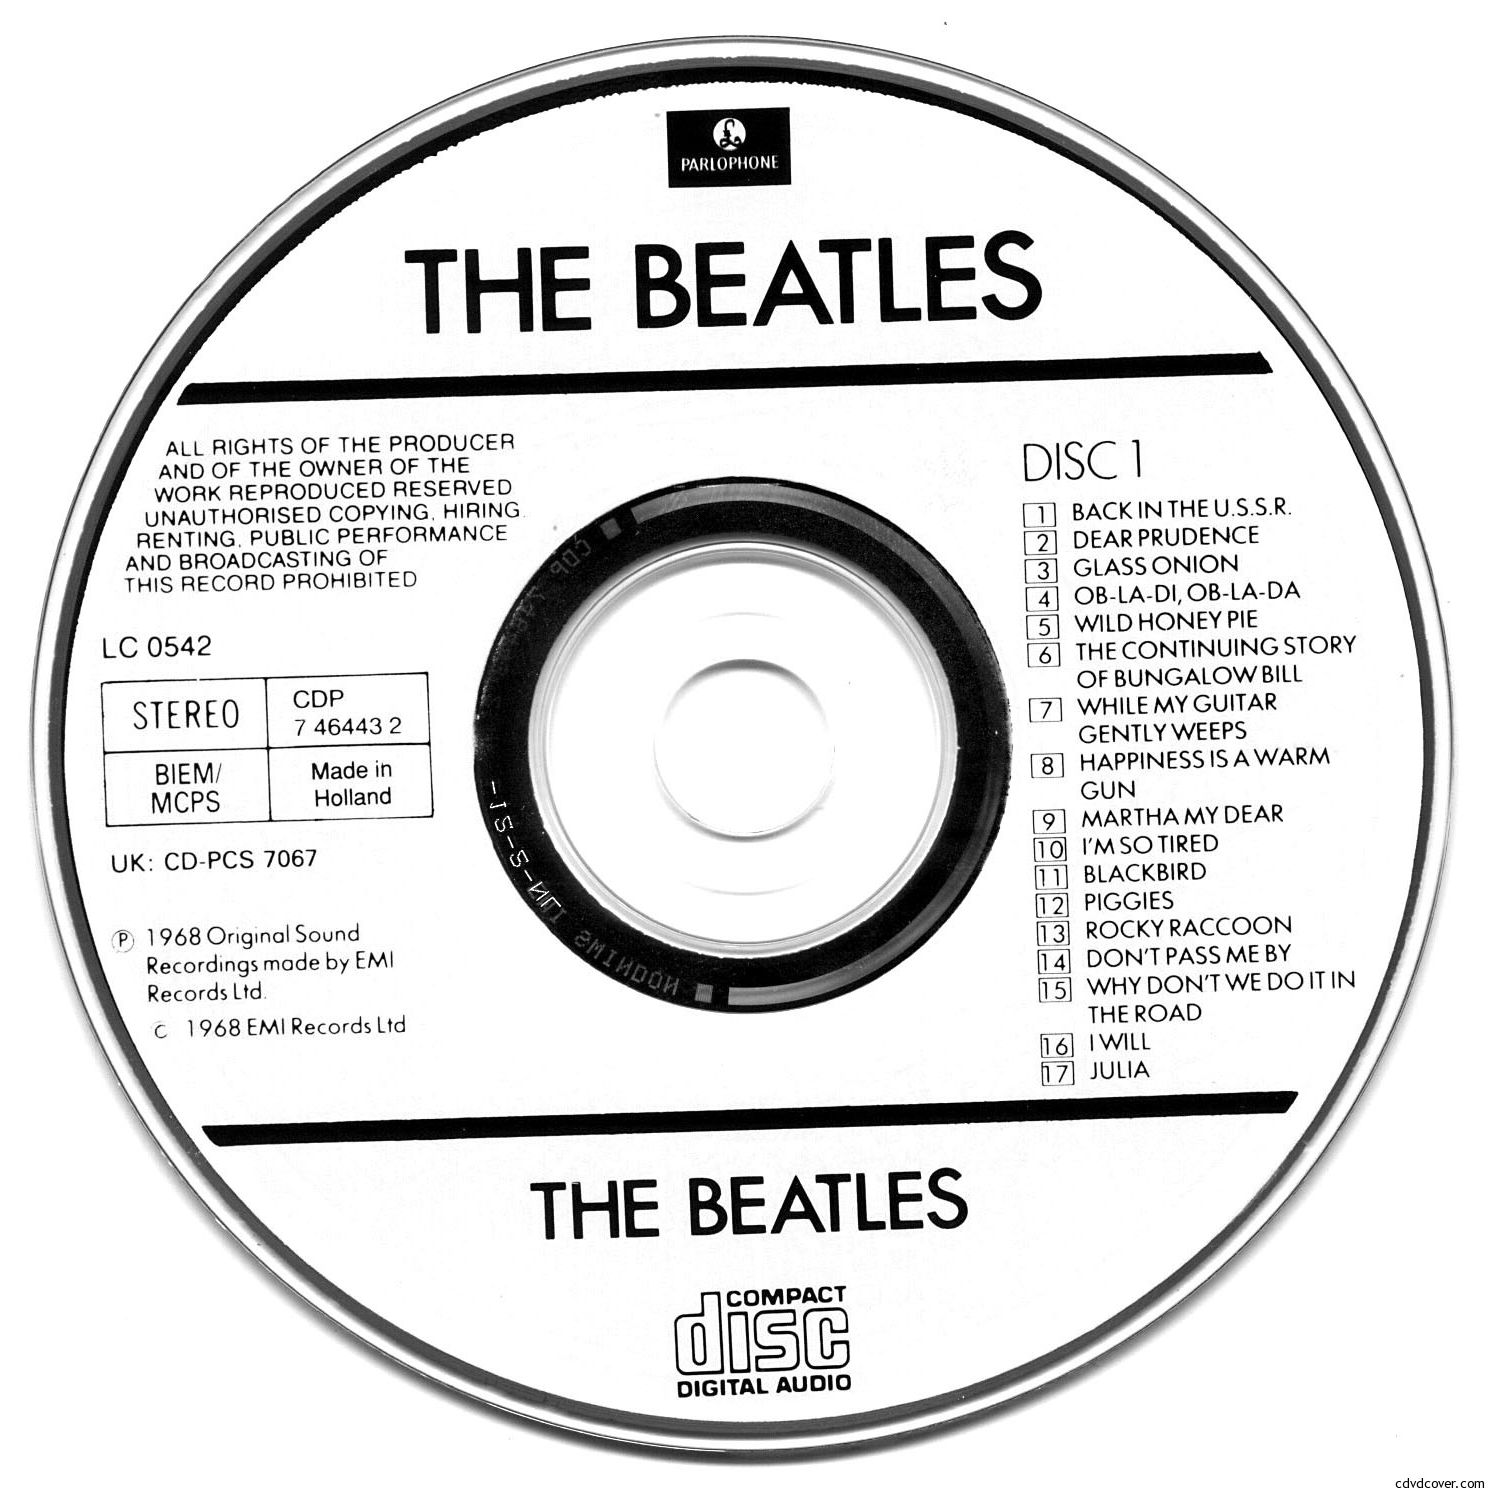 PARLOPHONE
THE BEATLES
ALL RIGHTS OF THE PRODUCER
AND OF THE OWNER OF THE
WORK REPRODUCED RESERVED
UNAUTHORISED COPYING, HIRING.
RENTING, PUBLIC PERFORMANCE
AND BROADCASTING OF
THIS RECORD PROHIBITED
LC 0542
STEREO
CDP
7 46443 2
BIEM/
MCPS
Made in
Holland
UK: CD-PCS 7067
℗ 1968 Original Sound
Recordings made by EMI
Records Ltd.
© 1968 EMI Records Ltd
DISC 1
1 BACK IN THE U.S.S.R.
2 DEAR PRUDENCE
3 GLASS ONION
4 OB-LA-DI, OB-LA-DA
5 WILD HONEY PIE
6 THE CONTINUING STORY
OF BUNGALOW BILL
7 WHILE MY GUITAR
GENTLY WEEPS
8 HAPPINESS IS A WARM
GUN
9 MARTHA MY DEAR
10 I'M SO TIRED
11 BLACKBIRD
12 PIGGIES
13 ROCKY RACCOON
14 DON'T PASS ME BY
15 WHY DON'T WE DO IT IN
THE ROAD
16 I WILL
17 JULIA
THE BEATLES
COMPACT
disc
DIGITAL AUDIO
cdvdcover.com